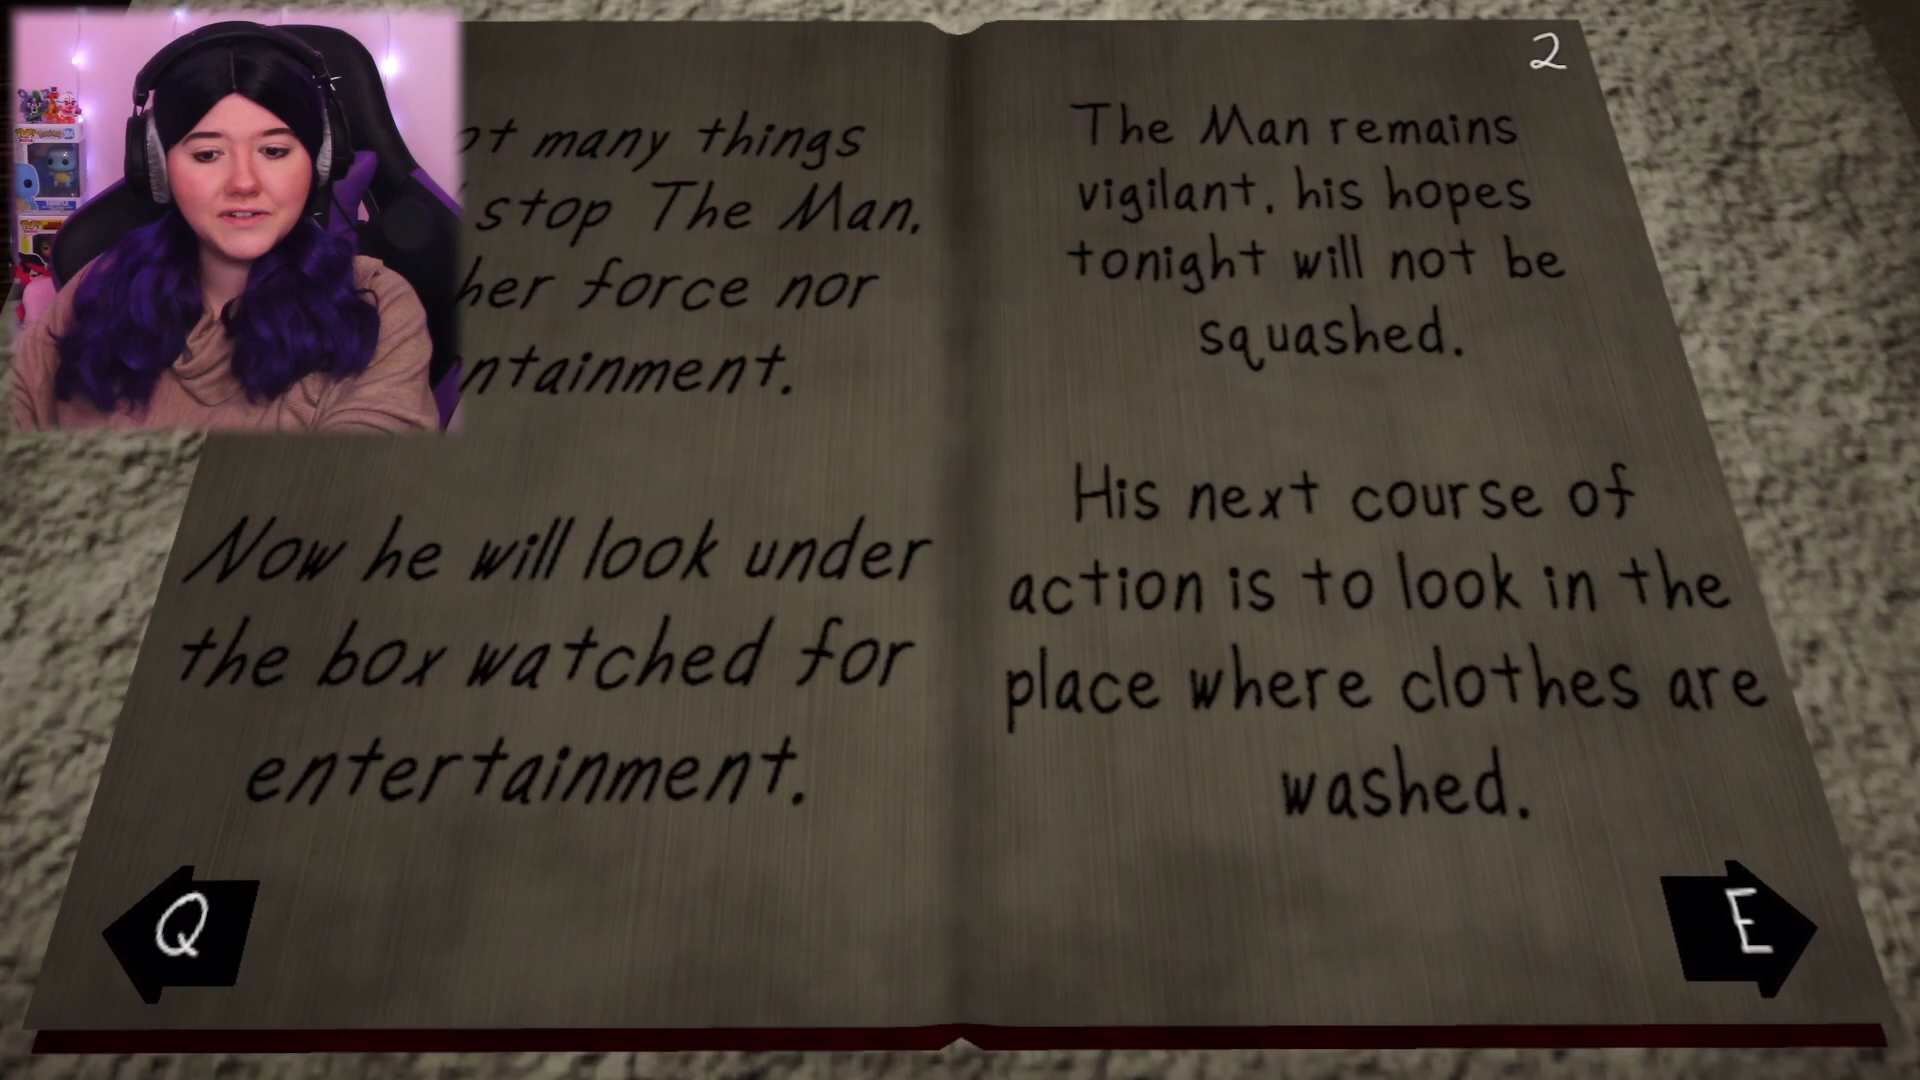 many things
stop The Man,
force nor
Now he will look under
the box watched for
entertainment.
2
The Man remains
vigilant, his hopes
tonight will not be
squashed.
His next course of
action is to look in the
place where clothes are
washed.
Q
E